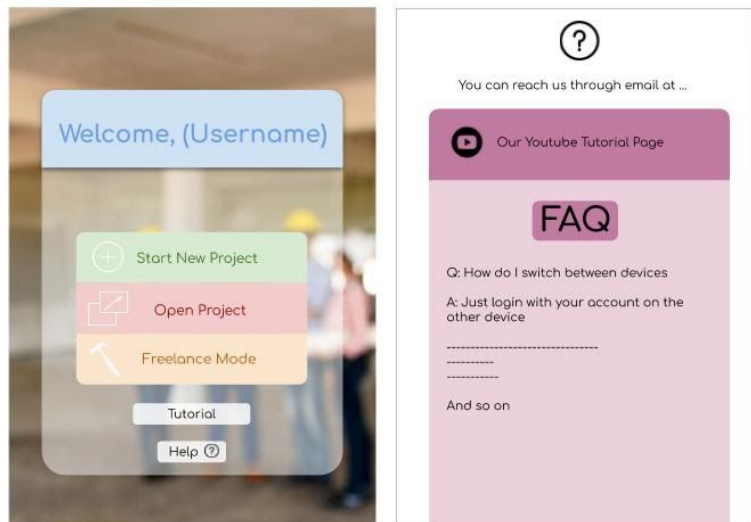 Welcome, (Username)
Start New Project
Open Project
Freelance Mode
Tutorial
Help ?
?
You can reach us through email at ...
Our Youtube Tutorial Page
FAQ
Q: How do I switch between devices
A: Just login with your account on the
other device
---------------------------------
----------
-----------
And so on